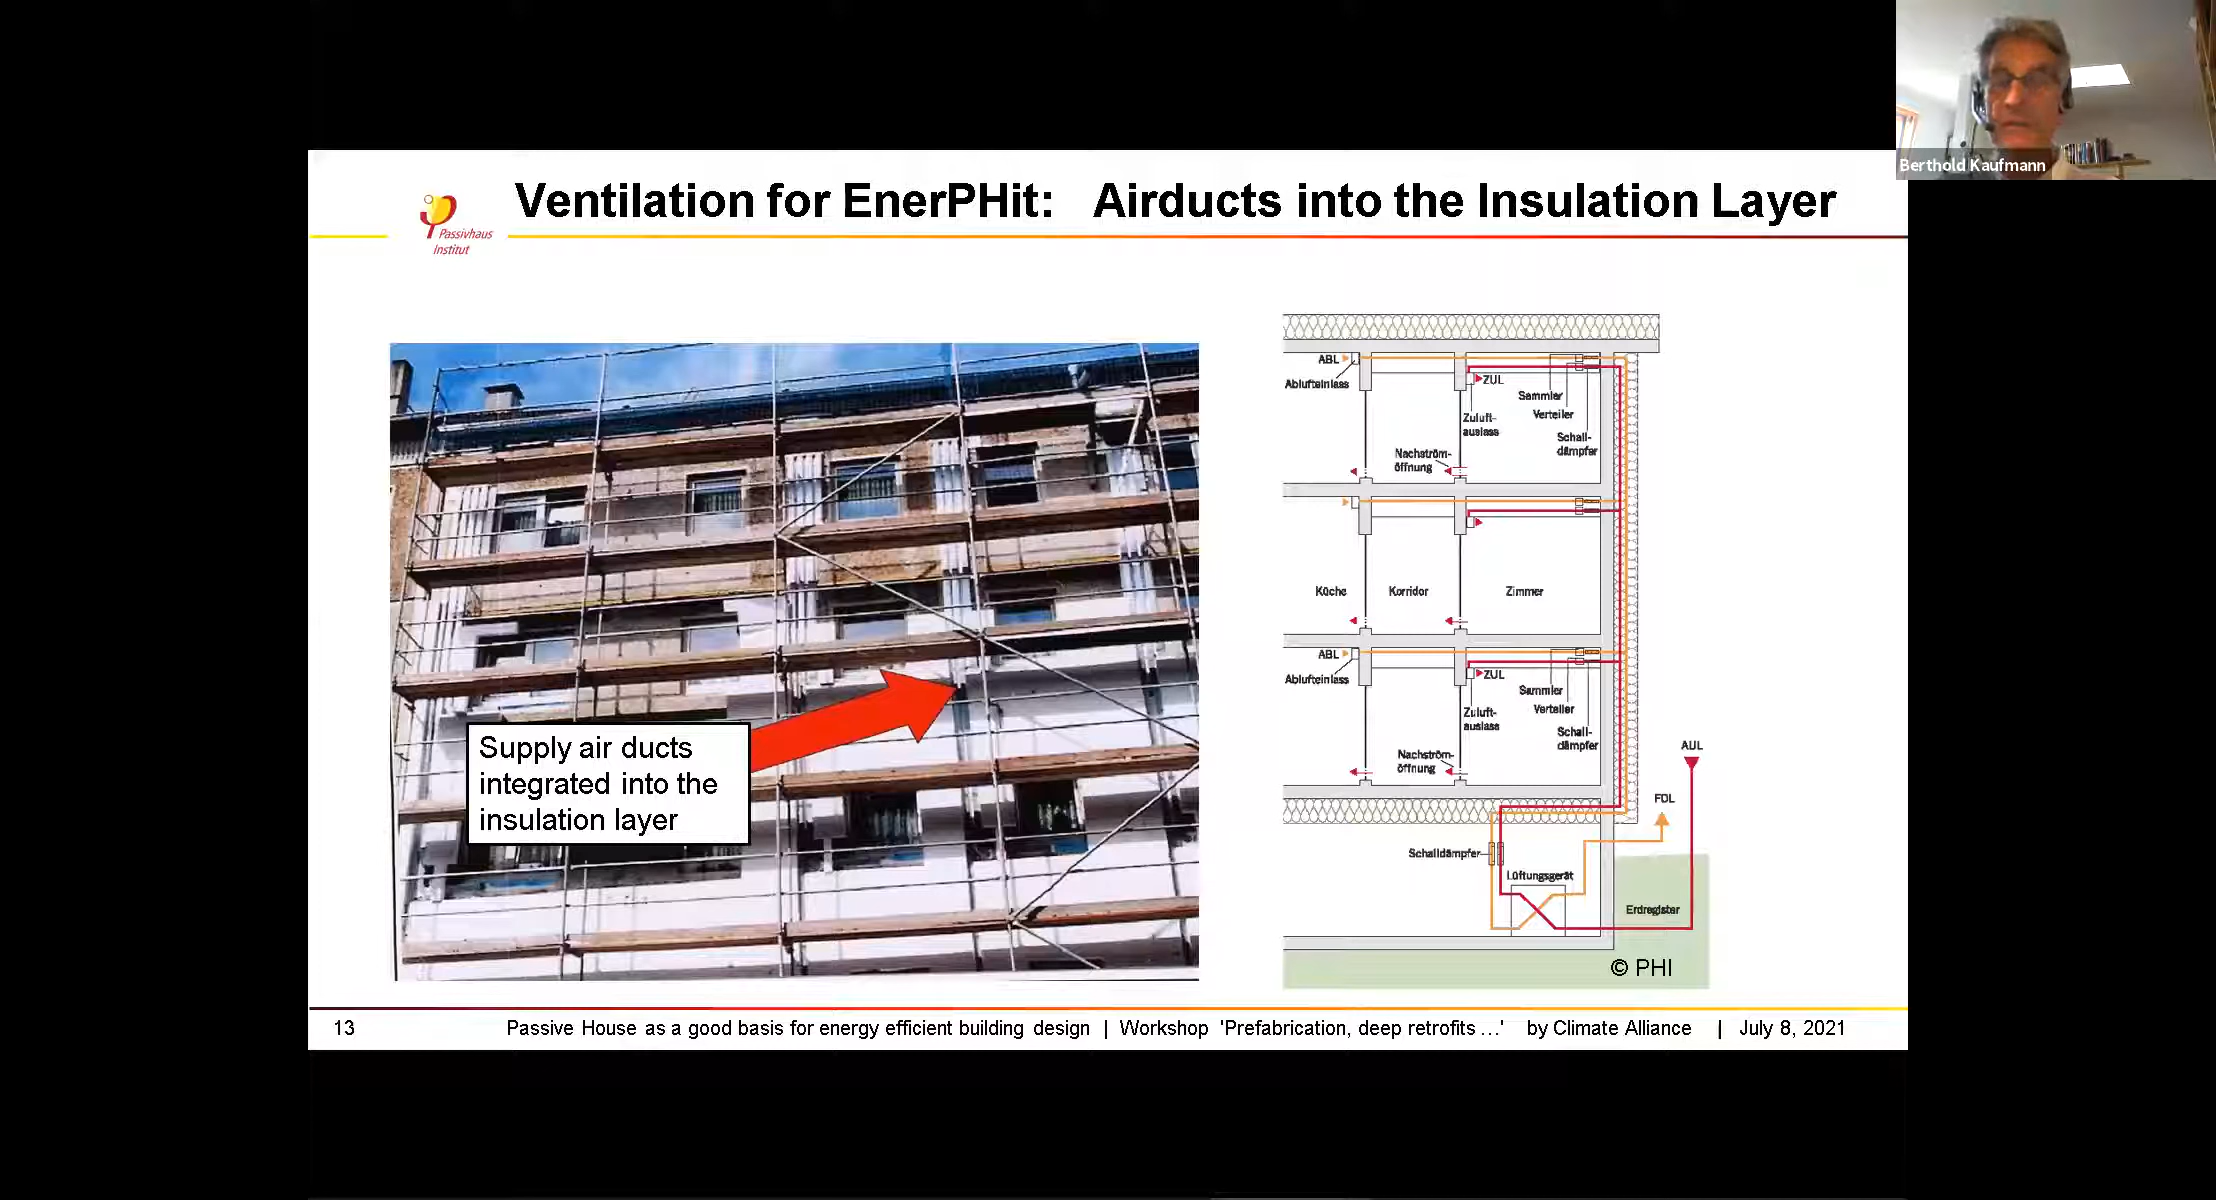 Berthold Kaufmann
Passivhaus
Institut
Ventilation for EnerPHit: Airducts into the Insulation Layer
Supply air ducts
integrated into the
insulation layer
ABL
Ablufteinlass
ZUL
Zuluft-
auslass
Sammler
Verteiler
Schall-
dämpfer
Nachström-
öffnung
Küche
Korridor
Zimmer
ABL
Ablufteinlass
ZUL
Zuluft-
auslass
Sammler
Verteiler
Schall-
dämpfer
Nachström-
öffnung
AUL
FOL
Schalldämpfer
Lüftungsgerät
Erdregister
© PHI
13
Passive House as a good basis for energy efficient building design | Workshop 'Prefabrication, deep retrofits ...' by Climate Alliance | July 8, 2021